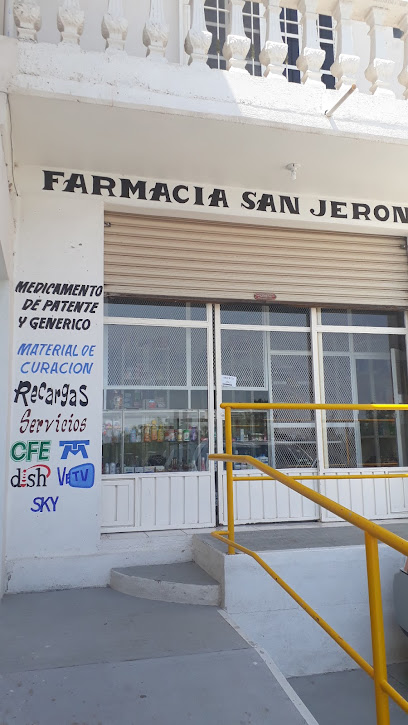 FARMACIA SAN JERON
MEDICAMENTO
DE PATENTE
Y GENERICO
MATERIAL DE
CURACION
Recargas
Servicios
CFE
dish
VeTV
SKY